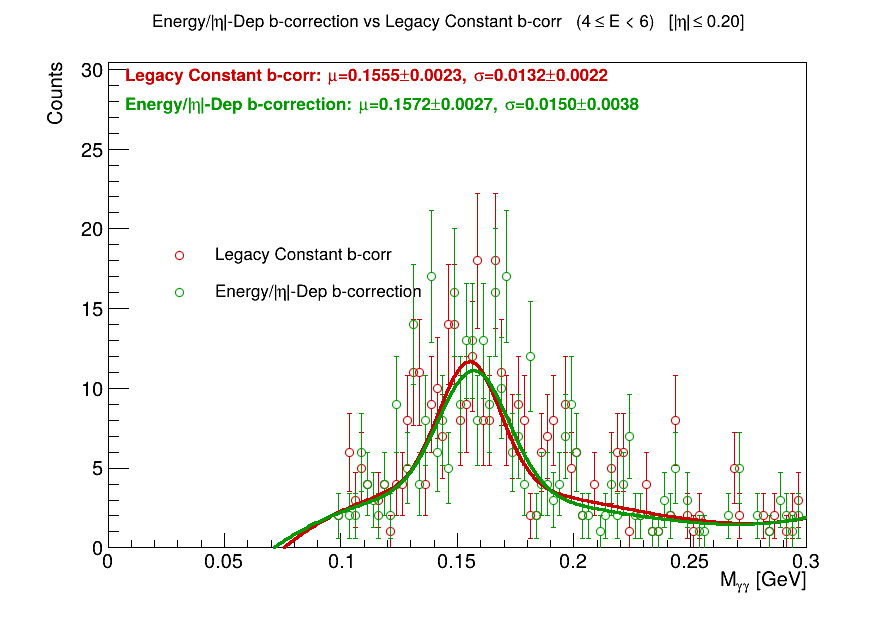 Energy/|η|-Dep b-correction vs Legacy Constant b-corr (4 ≤ E < 6) [|η| ≤ 0.20]
Counts
30
25
20
15
10
5
0
Legacy Constant b-corr: μ=0.1555±0.0023, σ=0.0132±0.0022
Energy/|η|-Dep b-correction: μ=0.1572±0.0027, σ=0.0150±0.0038
Legacy Constant b-corr
Energy/|η|-Dep b-correction
0 0.05 0.1 0.15 0.2 0.25 0.3
Mγγ [GeV]